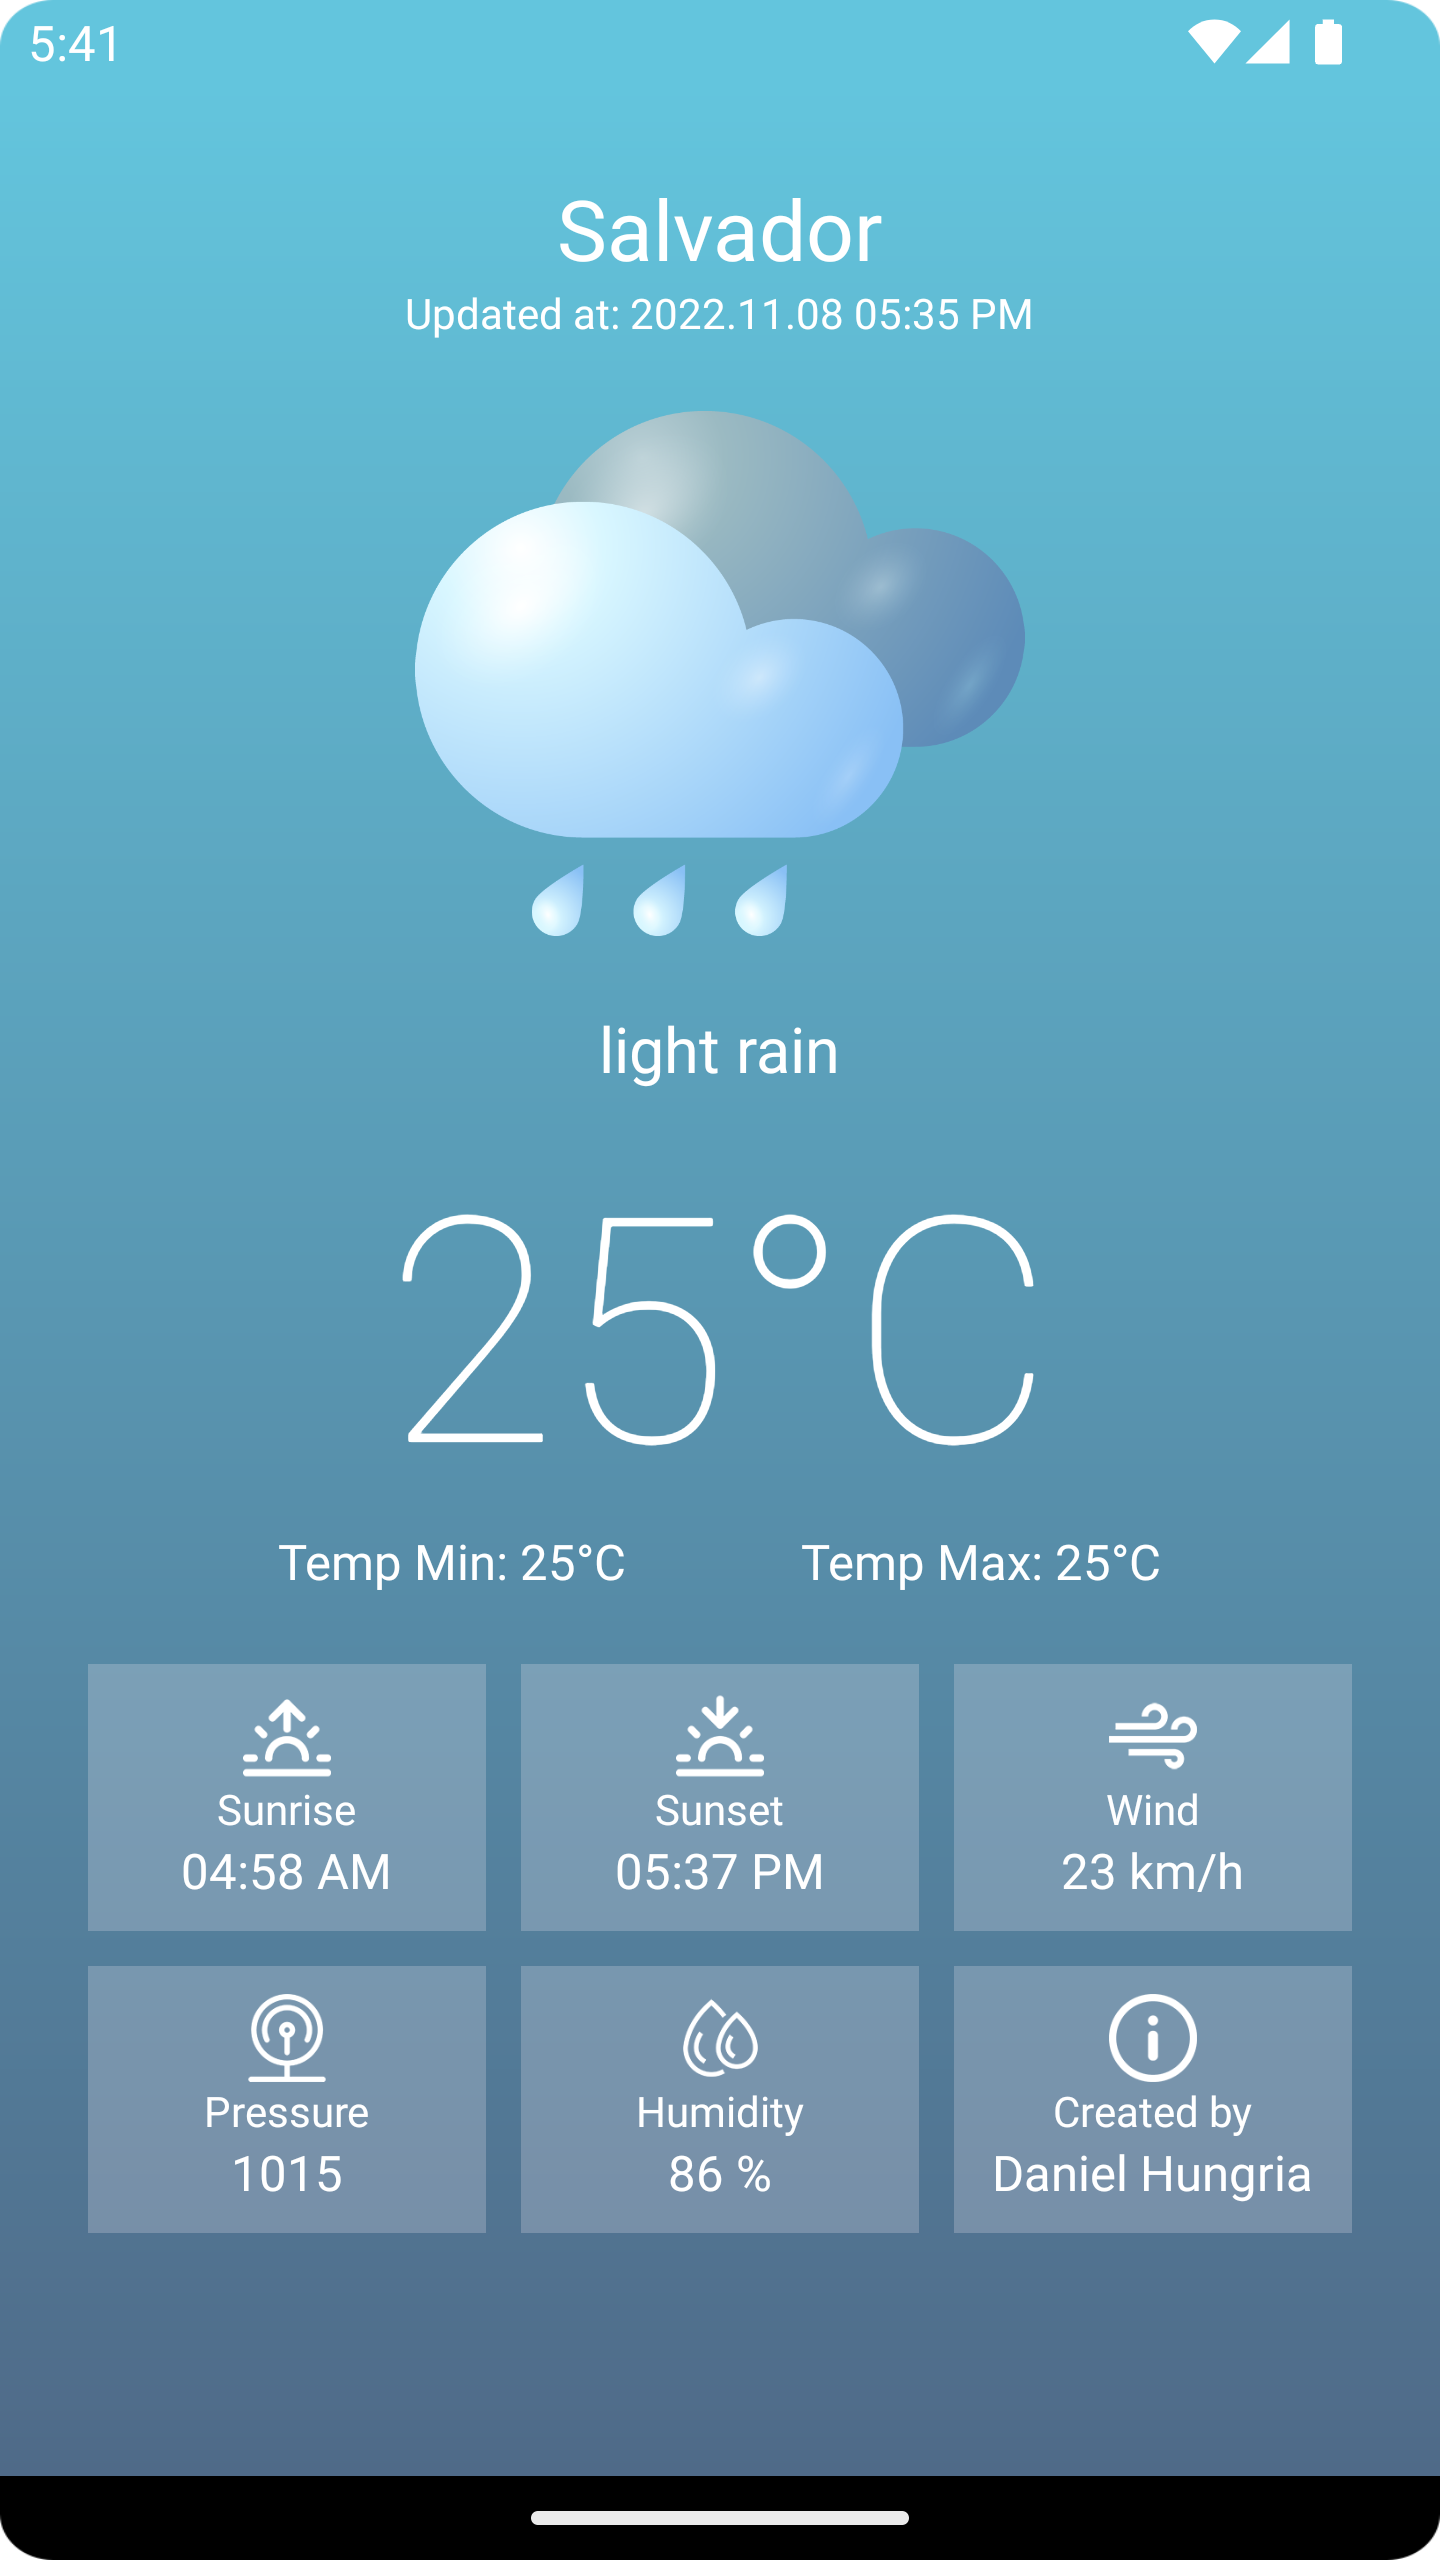 5:41
Salvador
Updated at: 2022.11.08 05:35 PM
light rain
25°C
Temp Min: 25°C
Temp Max: 25°C
Sunrise
04:58 AM
Sunset
05:37 PM
Wind
23 km/h
Pressure
1015
Humidity
86 %
Created by
Daniel Hungria